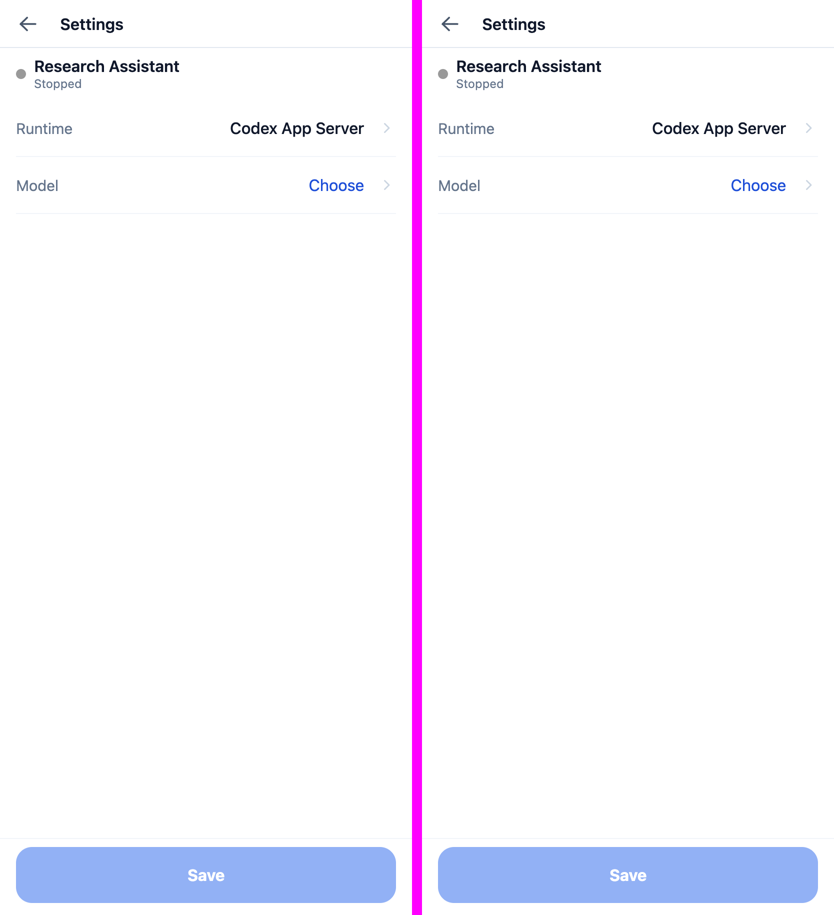 Settings
Research Assistant
Stopped
Runtime Codex App Server
Model Choose
Save
Settings
Research Assistant
Stopped
Runtime Codex App Server
Model Choose
Save